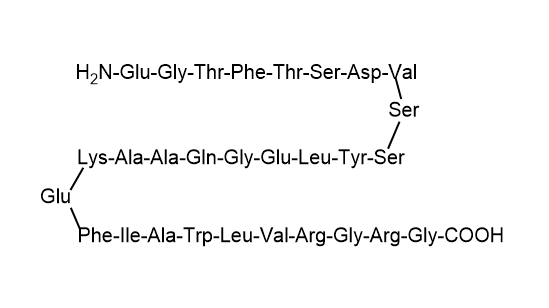 H2N-Glu-Gly-Thr-Phe-Thr-Ser-Asp-Val
Ser
Lys-Ala-Ala-Gln-Gly-Glu-Leu-Tyr-Ser
Glu
Phe-Ile-Ala-Trp-Leu-Val-Arg-Gly-Arg-Gly-COOH